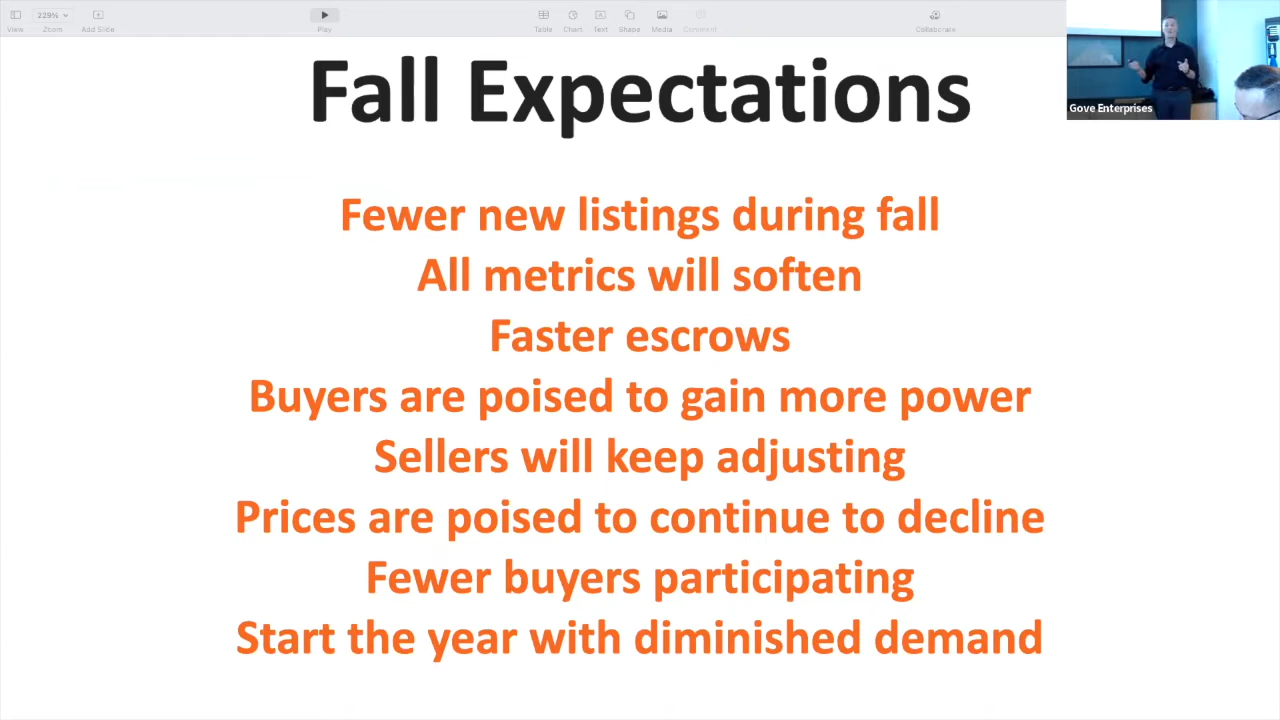 229%
View
Zoom
Add Slide
Play
Table
Chart
Text
Shape
Media
Comment
Collaborate
Gove Enterprises
Fall Expectations
Fewer new listings during fall
All metrics will soften
Faster escrows
Buyers are poised to gain more power
Sellers will keep adjusting
Prices are poised to continue to decline
Fewer buyers participating
Start the year with diminished demand